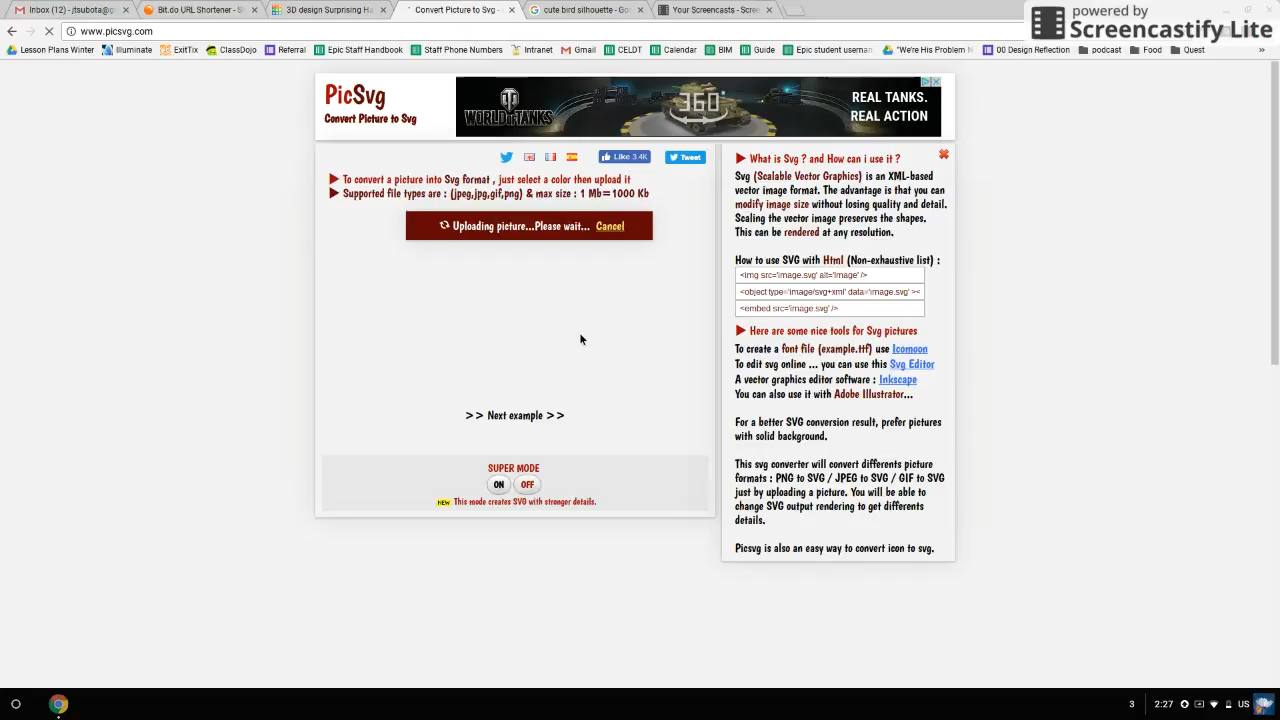 Inbox (12) - jtsubota@g
Bit.do URL Shortener - S
3D design Surprising Ha
Convert Picture to Svg -
cute bird silhouette - Go
Your Screencasts - Scree
powered by
Screencastify Lite
www.picsvg.com
Lesson Plans Winter
Illuminate
ExitTix
ClassDojo
Referral
Epic Staff Handbook
Staff Phone Numbers
Intranet
Gmail
CELDT
Calendar
BIM
Guide
Epic student usernam
"We're His Problem N
00 Design Reflection
podcast
Food
Quest
»
PicSvg
Convert Picture to Svg
WORLD OF TANKS
360°
REAL TANKS.
REAL ACTION
Like 3.4K
Tweet
To convert a picture into Svg format , just select a color then upload it
Supported file types are : (jpeg,jpg,gif,png) & max size : 1 Mb=1000 Kb
Uploading picture...Please wait... Cancel
>> Next example >>
SUPER MODE
ON OFF
NEW This mode creates SVG with stronger details.
What is Svg ? and How can i use it ?
Svg (Scalable Vector Graphics) is an XML-based
vector image format. The advantage is that you can
modify image size without losing quality and detail.
Scaling the vector image preserves the shapes.
This can be rendered at any resolution.
How to use SVG with Html (Non-exhaustive list) :
<img src='image.svg' alt='image' />
<object type='image/svg+xml' data='image.svg' ><
<embed src='image.svg' />
Here are some nice tools for Svg pictures
To create a font file (example.ttf) use Icomoon
To edit svg online ... you can use this Svg Editor
A vector graphics editor software : Inkscape
You can also use it with Adobe Illustrator...
For a better SVG conversion result, prefer pictures
with solid background.
This svg converter will convert differents picture
formats : PNG to SVG / JPEG to SVG / GIF to SVG
just by uploading a picture. You will be able to
change SVG output rendering to get differents
details.
Picsvg is also an easy way to convert icon to svg.
3
2:27
US